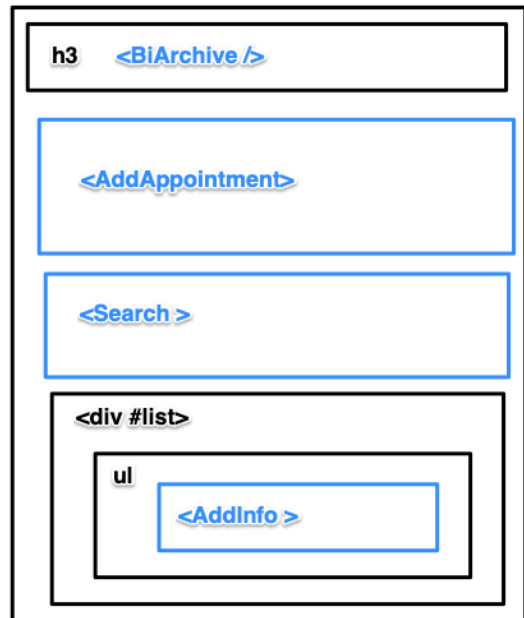 h3 <BiArchive />
<AddAppointment>
<Search >
<div #list>
ul
<AddInfo >